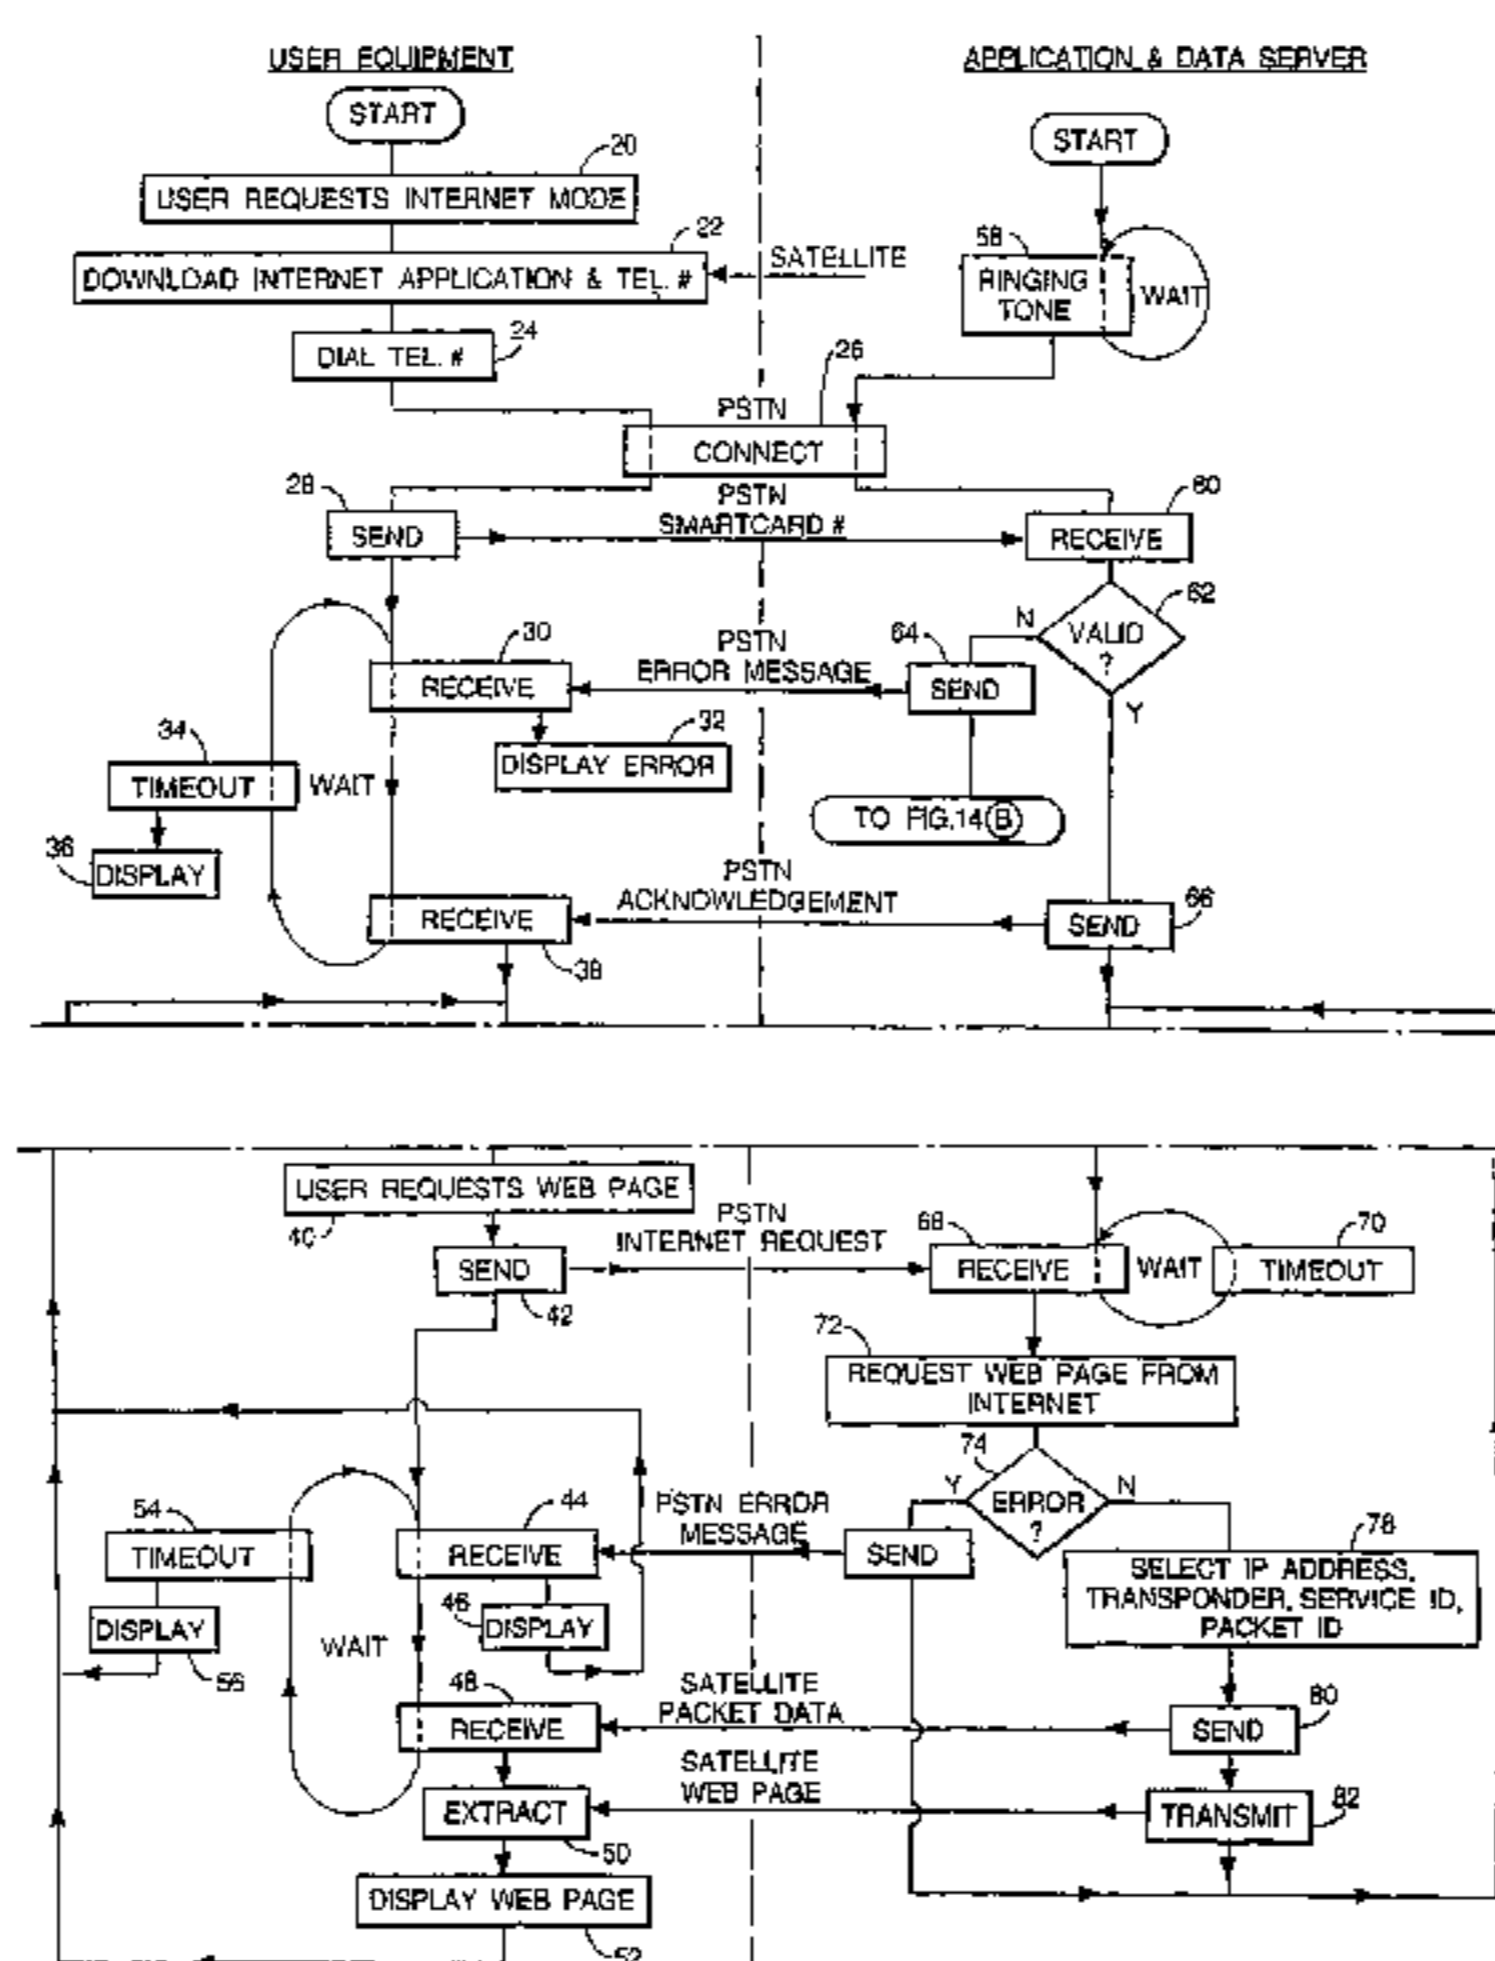 USER EQUIPMENT
APPLICATION & DATA SERVER
START
START
20
USER REQUESTS INTERNET MODE
22
DOWNLOAD INTERNET APPLICATION & TEL. #
SATELLITE
58
RINGING
TONE
WAIT
24
DIAL TEL. #
26
PSTN
CONNECT
28
SEND
PSTN
SMARTCARD #
60
RECEIVE
62
N
VALID
?
Y
30
RECEIVE
PSTN
ERROR MESSAGE
64
SEND
32
DISPLAY ERROR
34
TIMEOUT
WAIT
TO FIG.14 B
36
DISPLAY
PSTN
ACKNOWLEDGEMENT
RECEIVE
38
66
SEND
USER REQUESTS WEB PAGE
40
PSTN
INTERNET REQUEST
SEND
42
68
RECEIVE
WAIT
70
TIMEOUT
72
REQUEST WEB PAGE FROM
INTERNET
74
Y
ERROR
?
N
54
TIMEOUT
44
RECEIVE
PSTN ERROR
MESSAGE
SEND
78
SELECT IP ADDRESS,
TRANSPONDER, SERVICE ID,
PACKET ID
DISPLAY
56
WAIT
46
DISPLAY
48
RECEIVE
SATELLITE
PACKET DATA
80
SEND
EXTRACT
50
SATELLITE
WEB PAGE
TRANSMIT
82
DISPLAY WEB PAGE
52